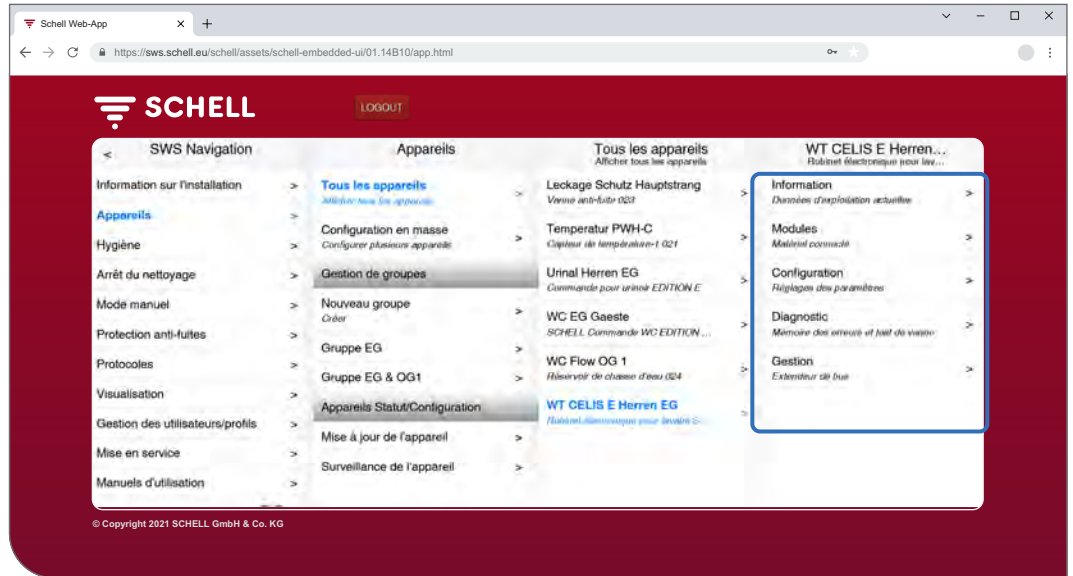 Schell Web-App
https://sws.schell.eu/schell/assets/schell-embedded-ui/01.14B10/app.html
SCHELL
LOGOUT
< SWS Navigation
Information sur l'installation >
Appareils >
Hygiène >
Arrêt du nettoyage >
Mode manuel >
Protection anti-fuites >
Protocoles >
Visualisation >
Gestion des utilisateurs/profils >
Mise en service >
Manuels d'utilisation >
Appareils
Tous les appareils >
Afficher tous les appareils
Configuration en masse >
Configurer plusieurs appareils
Gestion de groupes
Nouveau groupe >
Créer
Gruppe EG >
Gruppe EG & OG1 >
Appareils Statut/Configuration
Mise à jour de l'appareil >
Surveillance de l'appareil >
Tous les appareils
Afficher tous les appareils
Leckage Schutz Hauptstrang >
Vanne anti-fuite 023
Temperatur PWH-C >
Capteur de température-1 021
Urinal Herren EG >
Commande pour urinoir EDITION E
WC EG Gaeste >
SCHELL Commande WC EDITION ...
WC Flow OG 1 >
Réservoir de chasse d'eau 024
WT CELIS E Herren EG >
Robinet électronique pour lavabo
WT CELIS E Herren...
Robinet électronique pour lav...
Information >
Données d'exploitation actuelles
Modules >
Matériel connecté
Configuration >
Réglages des paramètres
Diagnostic >
Mémoire des erreurs et test de vanne
Gestion >
Extendeur de bus
© Copyright 2021 SCHELL GmbH & Co. KG